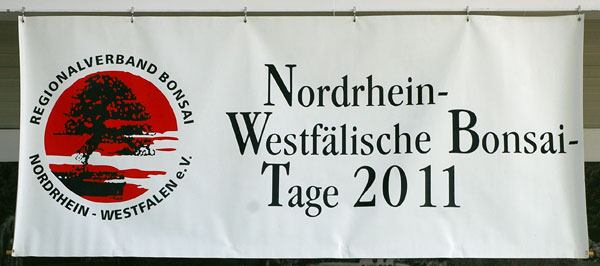 REGIONALVERBAND BONSAI
NORDRHEIN - WESTFALEN e.V.
Nordrhein-
Westfälische Bonsai-
Tage 2011